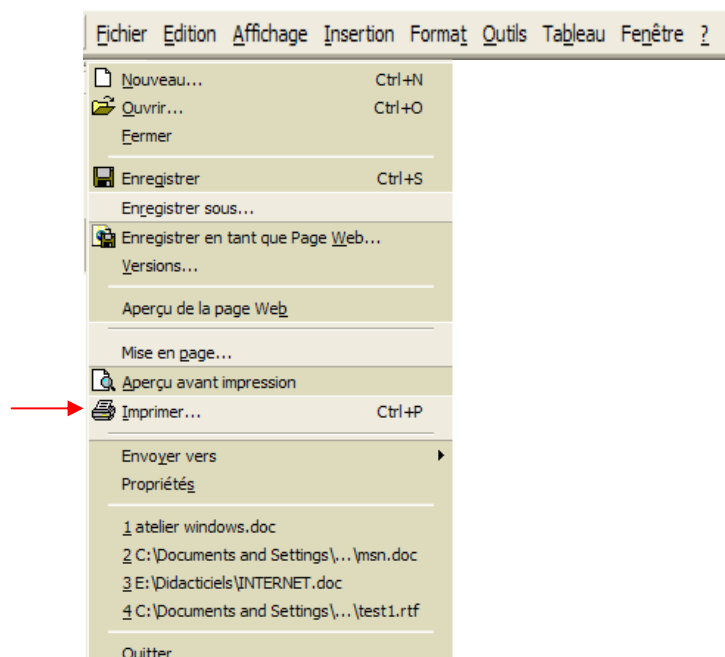 Fichier Edition Affichage Insertion Format Outils Tableau Fenêtre ?
Nouveau... Ctrl+N
Ouvrir... Ctrl+O
Fermer
Enregistrer Ctrl+S
Enregistrer sous...
Enregistrer en tant que Page Web...
Versions...
Aperçu de la page Web
Mise en page...
Aperçu avant impression
Imprimer... Ctrl+P
Envoyer vers
Propriétés
1 atelier windows.doc
2 C:\Documents and Settings\...\msn.doc
3 E:\Didacticiels\INTERNET.doc
4 C:\Documents and Settings\...\test1.rtf
Quitter